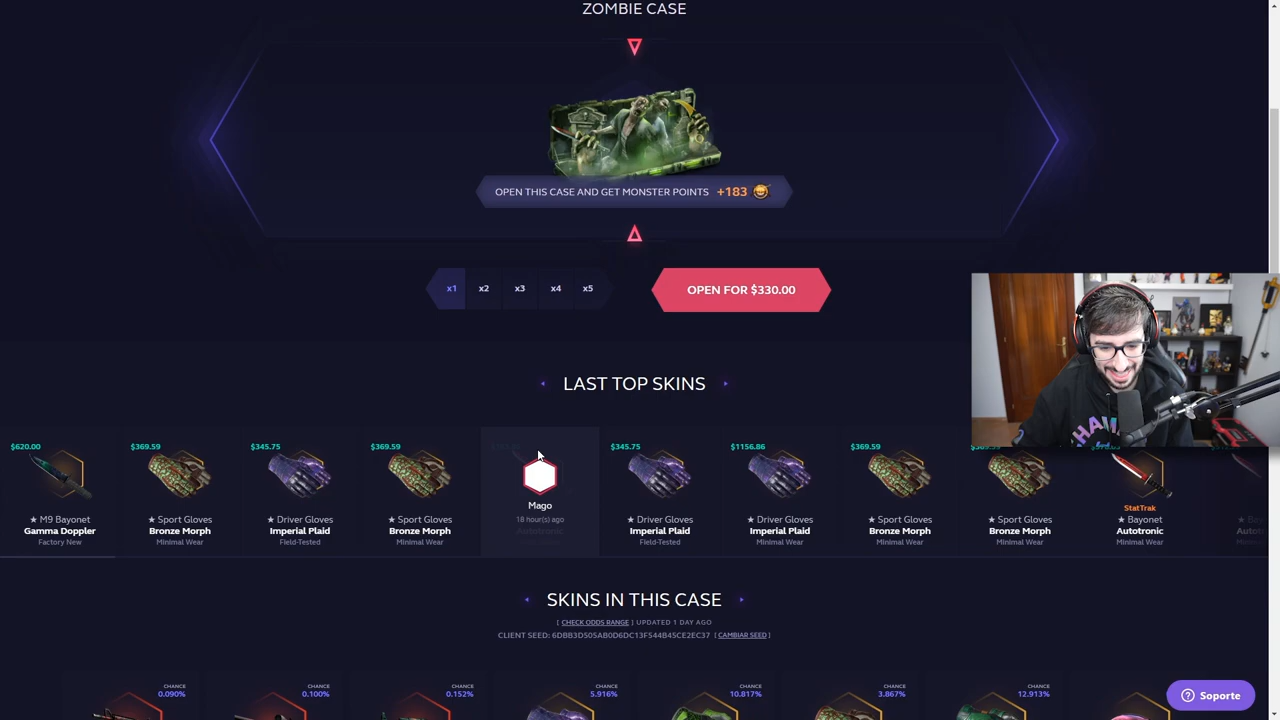 ZOMBIE CASE
OPEN THIS CASE AND GET MONSTER POINTS +183
x1 x2 x3 x4 x5
OPEN FOR $330.00
LAST TOP SKINS
$620.00
★ M9 Bayonet
Gamma Doppler
Factory New
$369.59
★ Sport Gloves
Bronze Morph
Minimal Wear
$345.75
★ Driver Gloves
Imperial Plaid
Field-Tested
$369.59
★ Sport Gloves
Bronze Morph
Minimal Wear
Mago
18 hour(s) ago
Autotronic
$345.75
★ Driver Gloves
Imperial Plaid
Field-Tested
$1156.86
★ Driver Gloves
Imperial Plaid
Minimal Wear
$369.59
★ Sport Gloves
Bronze Morph
Minimal Wear
★ Sport Gloves
Bronze Morph
Minimal Wear
StatTrak
★ Bayonet
Autotronic
Minimal Wear
SKINS IN THIS CASE
[ CHECK ODDS RANGE ] UPDATED 1 DAY AGO
CLIENT SEED: 6DBB3D505AB0D6DC13F544B45CE2EC37 [ CAMBIAR SEED ]
CHANCE
0.090%
CHANCE
0.100%
CHANCE
0.152%
CHANCE
5.916%
CHANCE
10.817%
CHANCE
3.867%
CHANCE
12.913%
CHANCE
Soporte